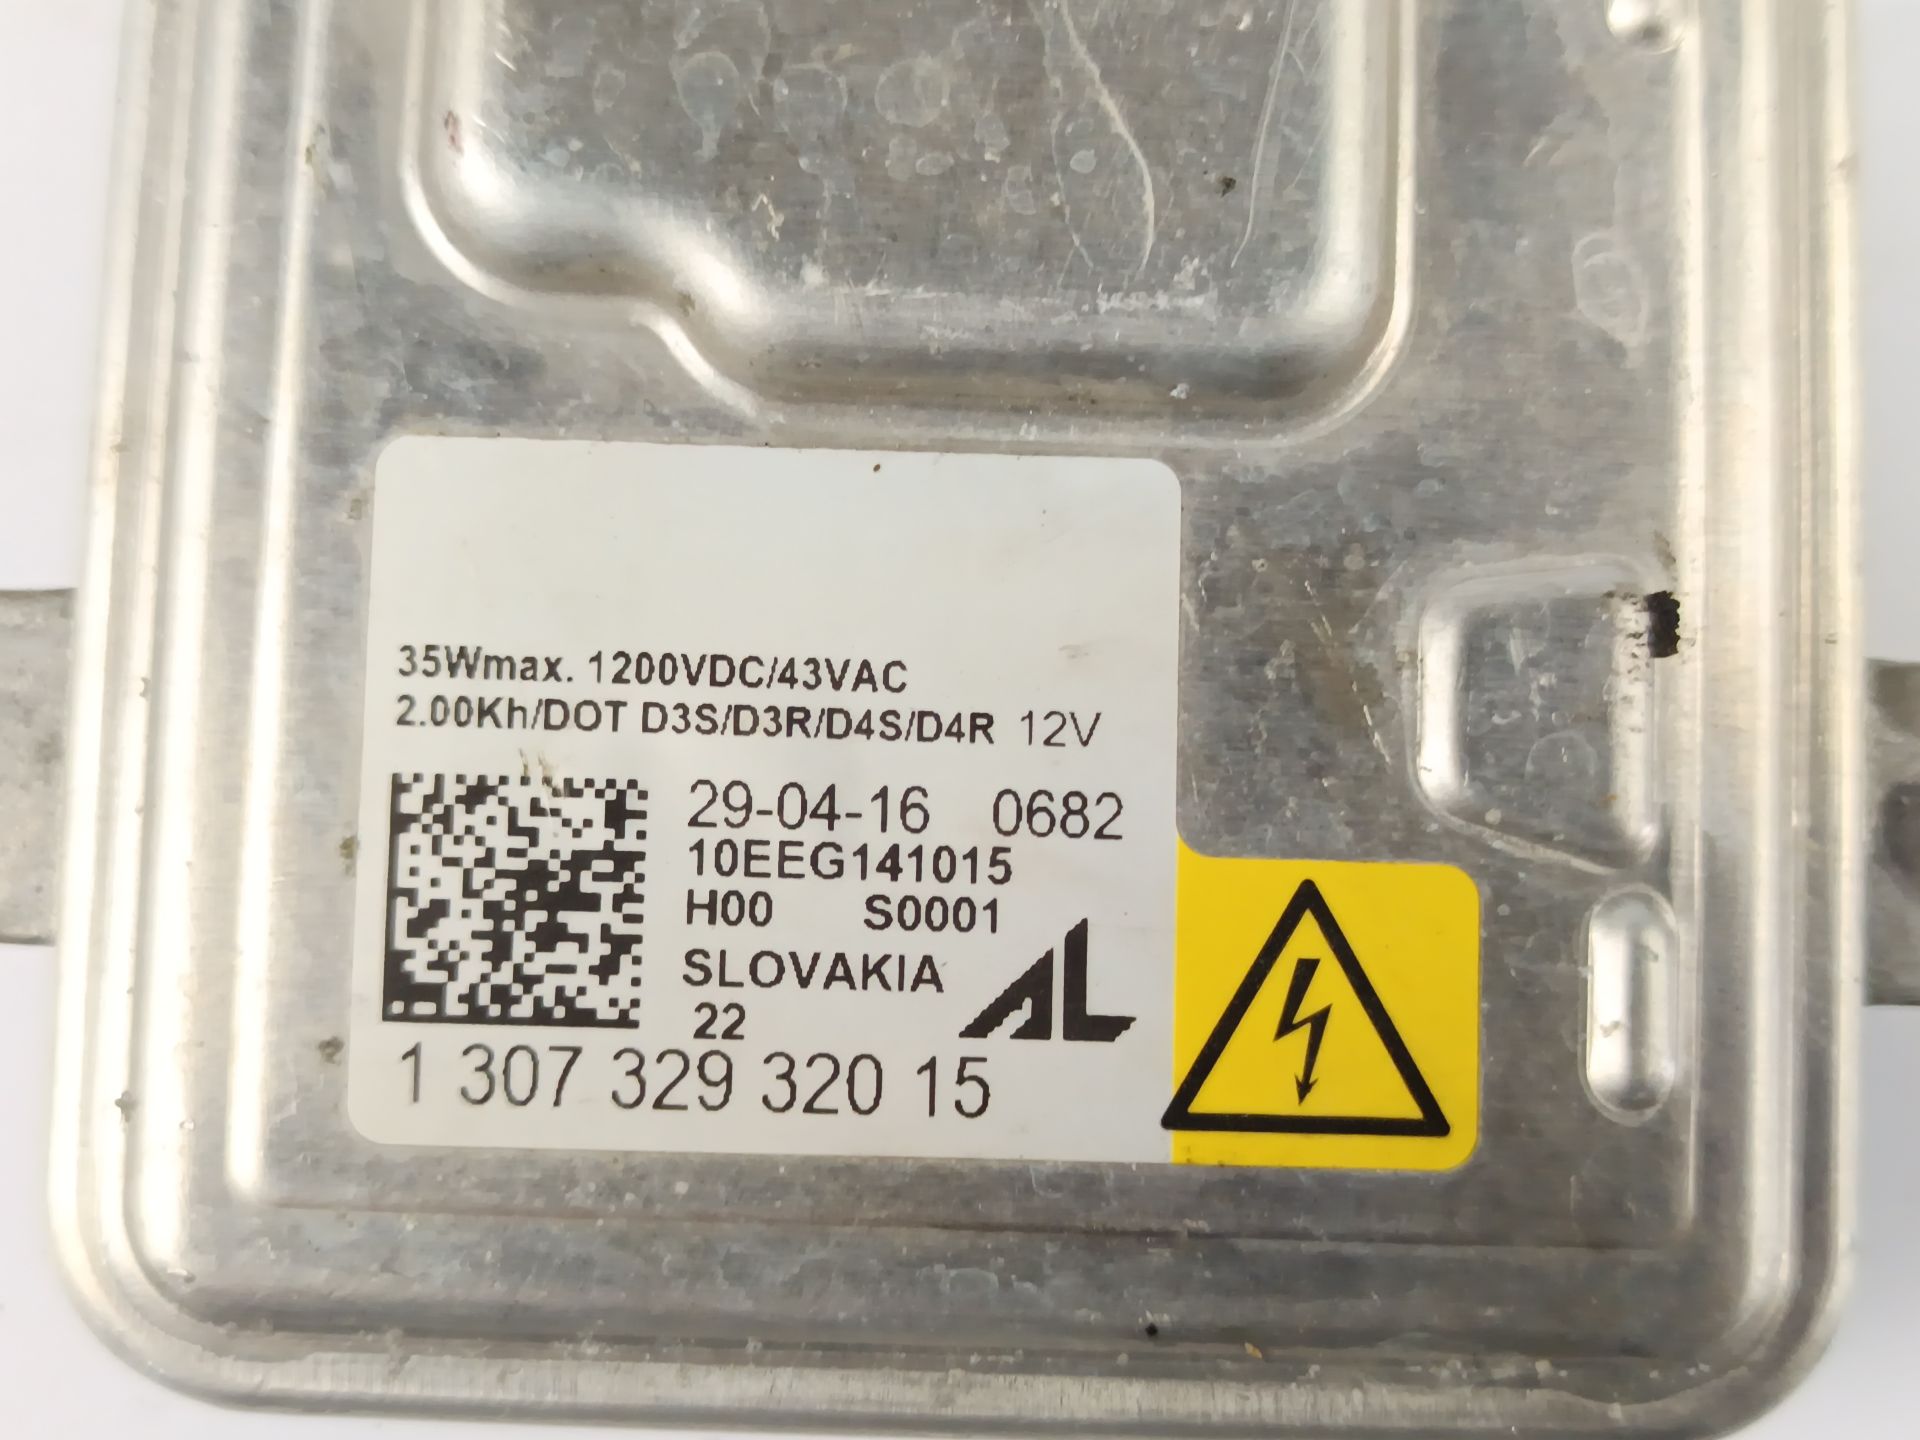 35Wmax. 1200VDC/43VAC
2.00Kh/DOT D3S/D3R/D4S/D4R 12V
29-04-16 0682
10EEG141015
H00 S0001
SLOVAKIA
22
AL
1 307 329 320 15